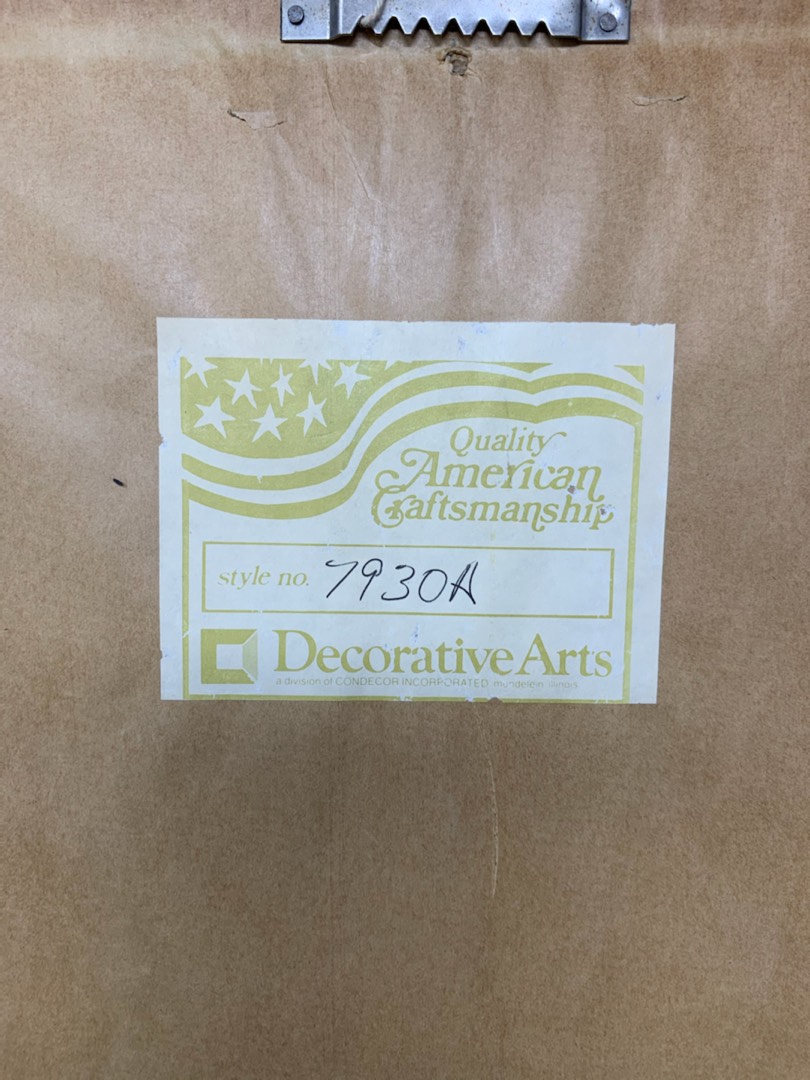 Quality
American
Craftsmanship
style no. 7930A
Decorative Arts
a division of CONDECOR INCORPORATED mundelein illinois